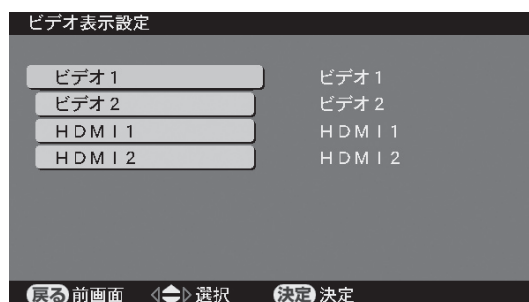 ビデオ表示設定
ビデオ1 ビデオ1
ビデオ2 ビデオ2
HDMI1 HDMI1
HDMI2 HDMI2
戻る 前画面 選択 決定 決定